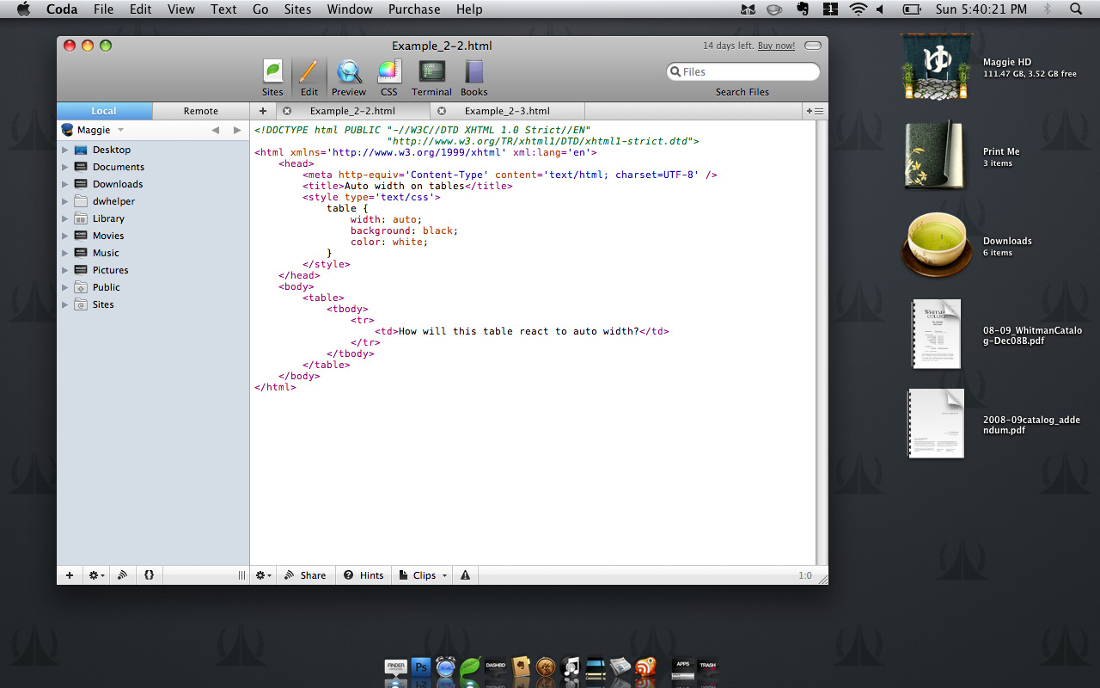 Coda File Edit View Text Go Sites Window Purchase Help
Sun 5:40:21 PM
Example_2-2.html
14 days left. Buy now!
Sites Edit Preview CSS Terminal Books
Files
Search Files
Local Remote
Example_2-2.html Example_2-3.html
Maggie
Desktop
Documents
Downloads
dwhelper
Library
Movies
Music
Pictures
Public
Sites
<!DOCTYPE html PUBLIC "-//W3C//DTD XHTML 1.0 Strict//EN"
"http://www.w3.org/TR/xhtml1/DTD/xhtml1-strict.dtd">
<html xmlns='http://www.w3.org/1999/xhtml' xml:lang='en'>
<head>
<meta http-equiv='Content-Type' content='text/html; charset=UTF-8' />
<title>Auto width on tables</title>
<style type='text/css'>
table {
width: auto;
background: black;
color: white;
}
</style>
</head>
<body>
<table>
<tbody>
<tr>
<td>How will this table react to auto width?</td>
</tr>
</tbody>
</table>
</body>
</html>
Share Hints Clips
1:0
ゆ
Maggie HD
111.47 GB, 3.52 GB free
Print Me
3 items
Downloads
6 items
08-09_WhitmanCatalo
g-Dec08B.pdf
2008-09catalog_adde
ndum.pdf
FINDER Ps DASHBD APPS TRASH